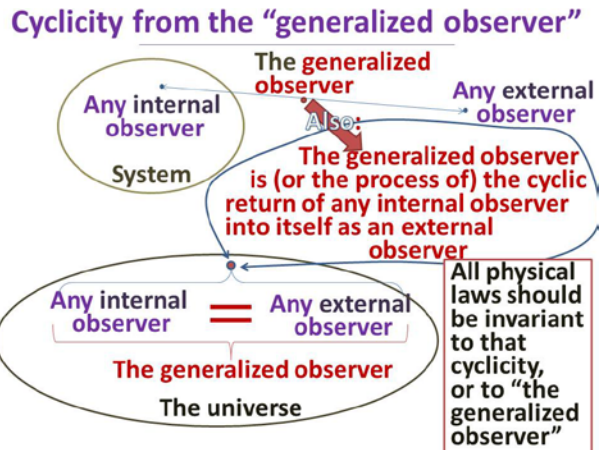 Cyclicity from the “generalized observer”
The generalized
observer
Any internal
observer
System
Any external
observer
Also:
The generalized observer
is (or the process of) the cyclic
return of any internal observer
into itself as an external
observer
Any internal
observer
=
Any external
observer
The generalized observer
The universe
All physical
laws should
be invariant
to that
cyclicity,
or to “the
generalized
observer”